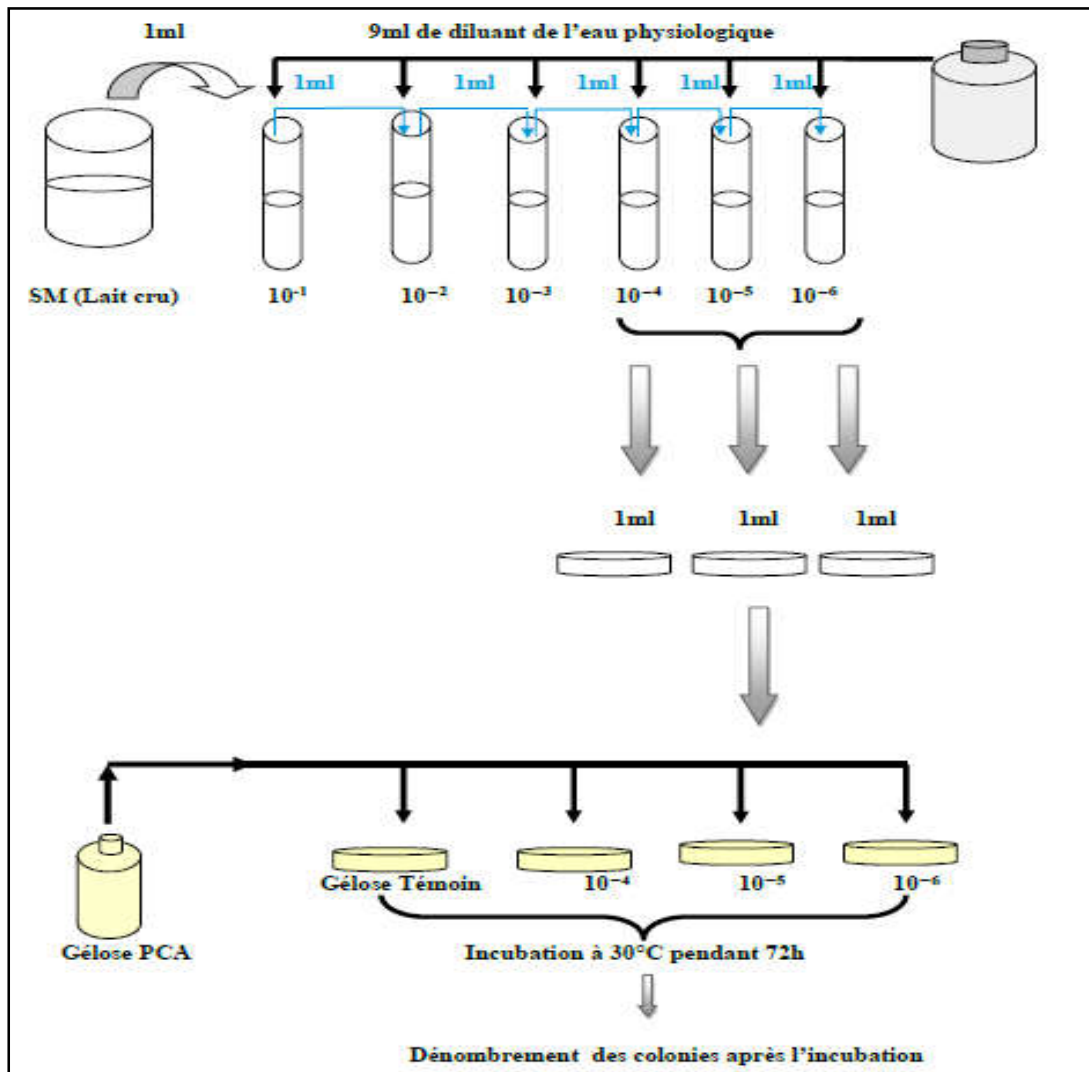 1ml 9ml de diluant de l’eau physiologique
1ml 1ml 1ml 1ml 1ml
SM (Lait cru) 10⁻¹ 10⁻² 10⁻³ 10⁻⁴ 10⁻⁵ 10⁻⁶
1ml 1ml 1ml
Gélose Témoin 10⁻⁴ 10⁻⁵ 10⁻⁶
Gélose PCA Incubation à 30°C pendant 72h
Dénombrement des colonies après l’incubation